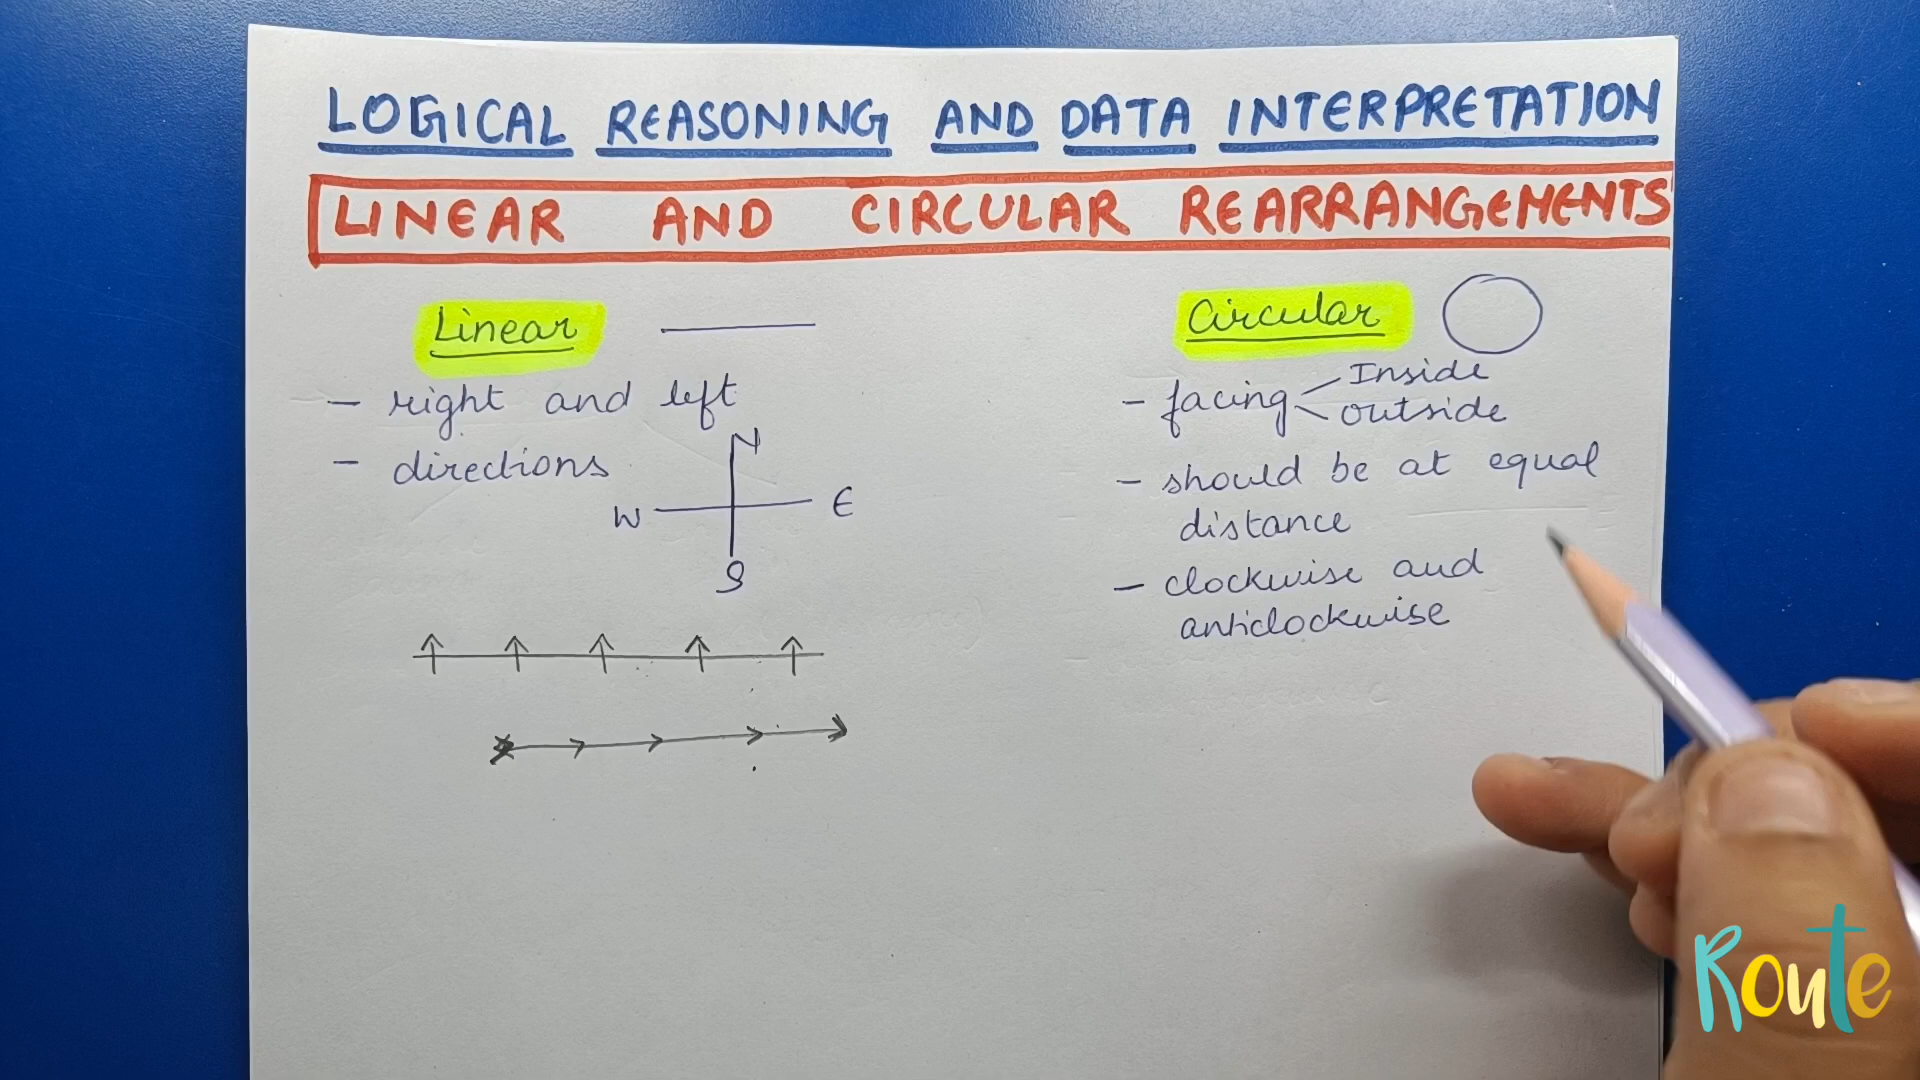 LOGICAL REASONING AND DATA INTERPRETATION
LINEAR AND CIRCULAR REARRANGEMENTS
Linear
- right and left
- directions
N
W E
S
Circular
- facing Inside
outside
- should be at equal
distance
- clockwise and
anticlockwise
Route